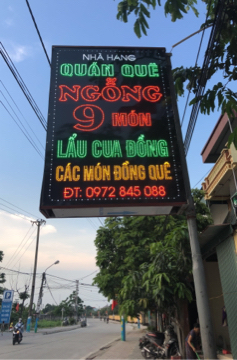 NHÀ HÀNG
QUÁN QUÊ
NGỖNG
9 MÓN
LẨU CUA ĐỒNG
CÁC MÓN ĐỒNG QUÊ
ĐT: 0972 845 088
P